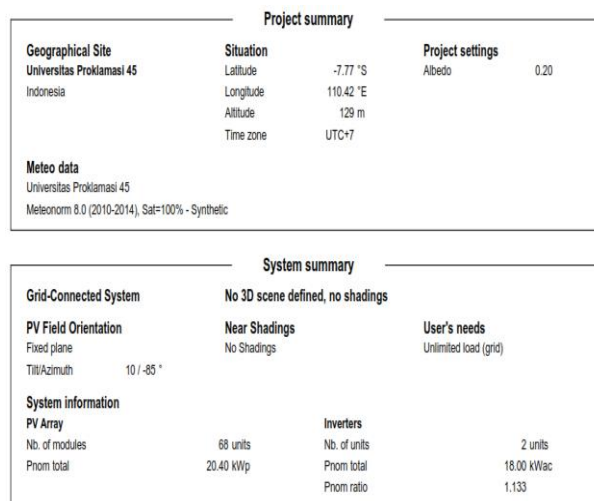 Project summary
Geographical Site Situation Project settings
Universitas Proklamasi 45 Latitude -7.77 °S Albedo 0.20
Indonesia Longitude 110.42 °E
Altitude 129 m
Time zone UTC+7
Meteo data
Universitas Proklamasi 45
Meteonorm 8.0 (2010-2014), Sat=100% - Synthetic
System summary
Grid-Connected System No 3D scene defined, no shadings
PV Field Orientation Near Shadings User's needs
Fixed plane No Shadings Unlimited load (grid)
Tilt/Azimuth 10 / -85 °
System information
PV Array Inverters
Nb. of modules 68 units Nb. of units 2 units
Pnom total 20.40 kWp Pnom total 18.00 kWac
Pnom ratio 1.133